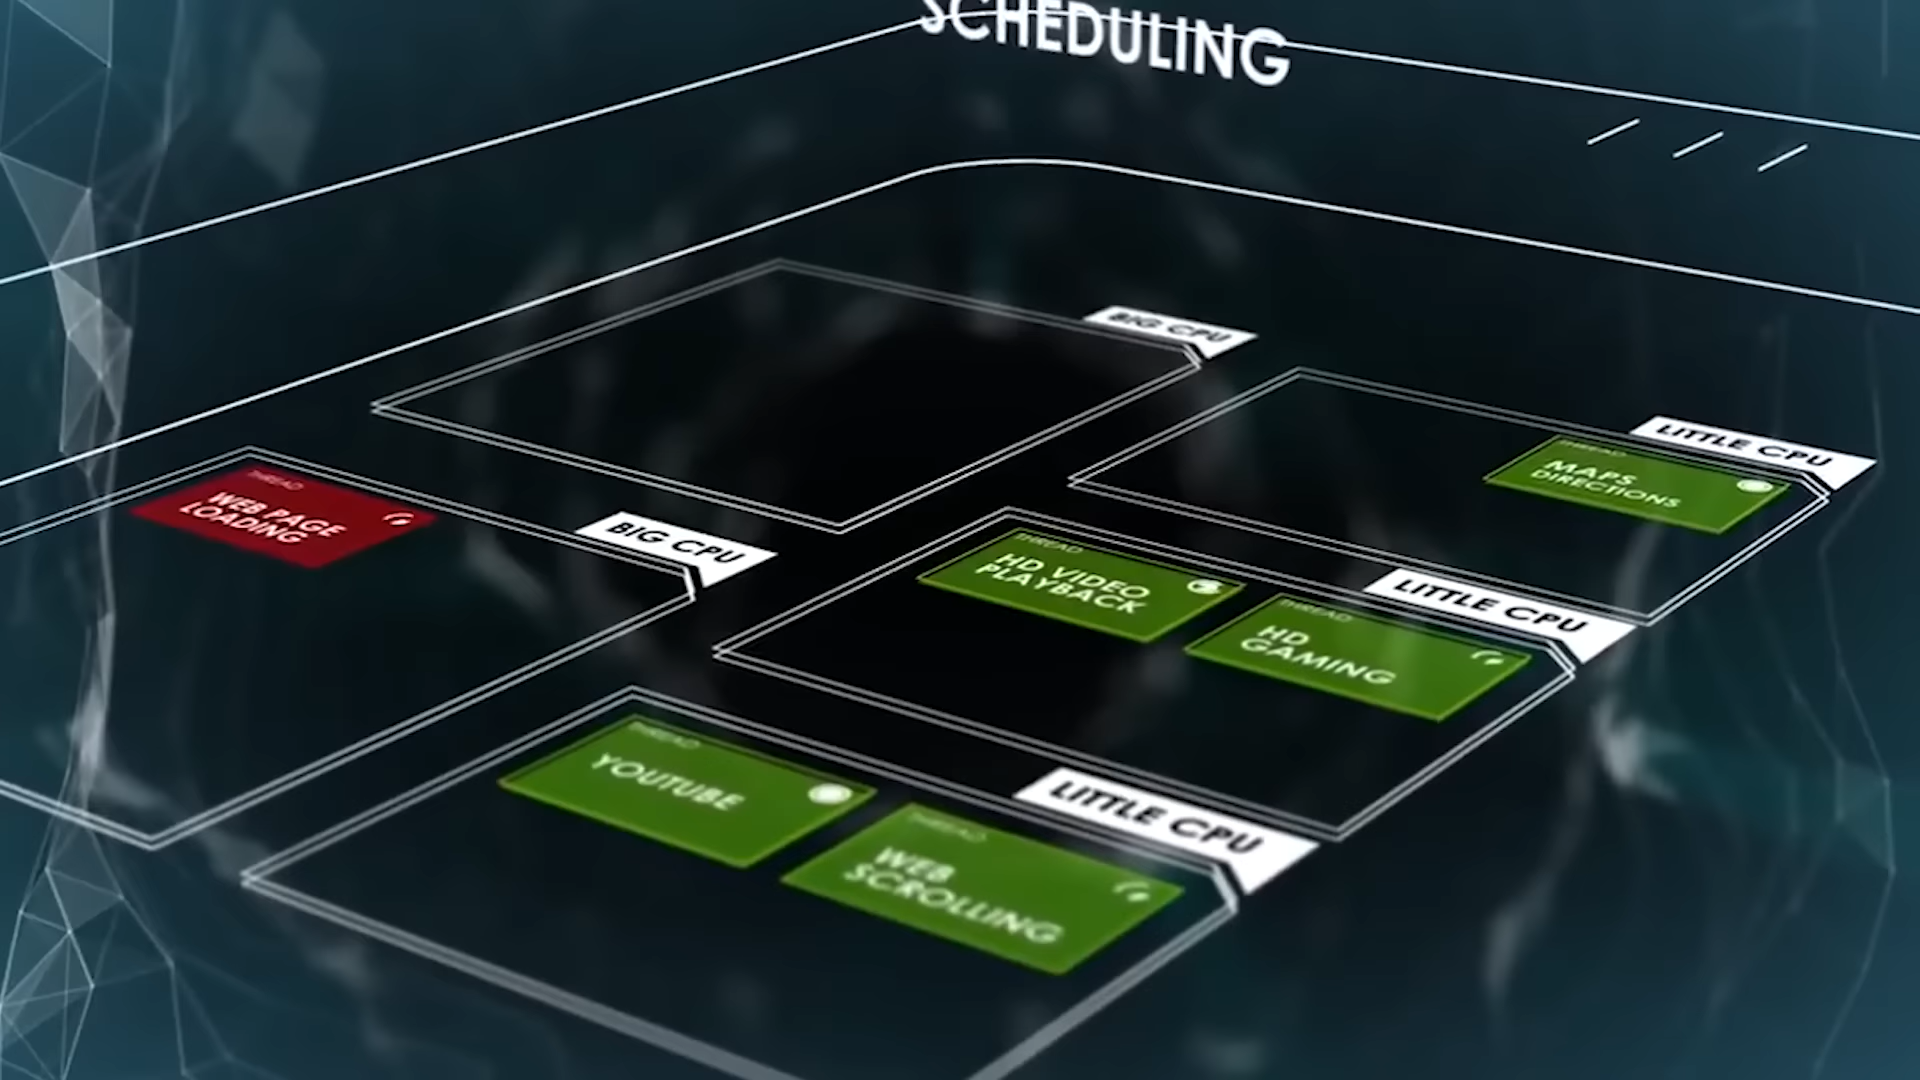 SCHEDULING
BIG CPU
LITTLE CPU
THREAD
MAPS
DIRECTIONS
THREAD
WEB PAGE
LOADING
BIG CPU
THREAD
HD VIDEO
PLAYBACK
LITTLE CPU
THREAD
HD
GAMING
THREAD
YOUTUBE
LITTLE CPU
THREAD
WEB
SCROLLING